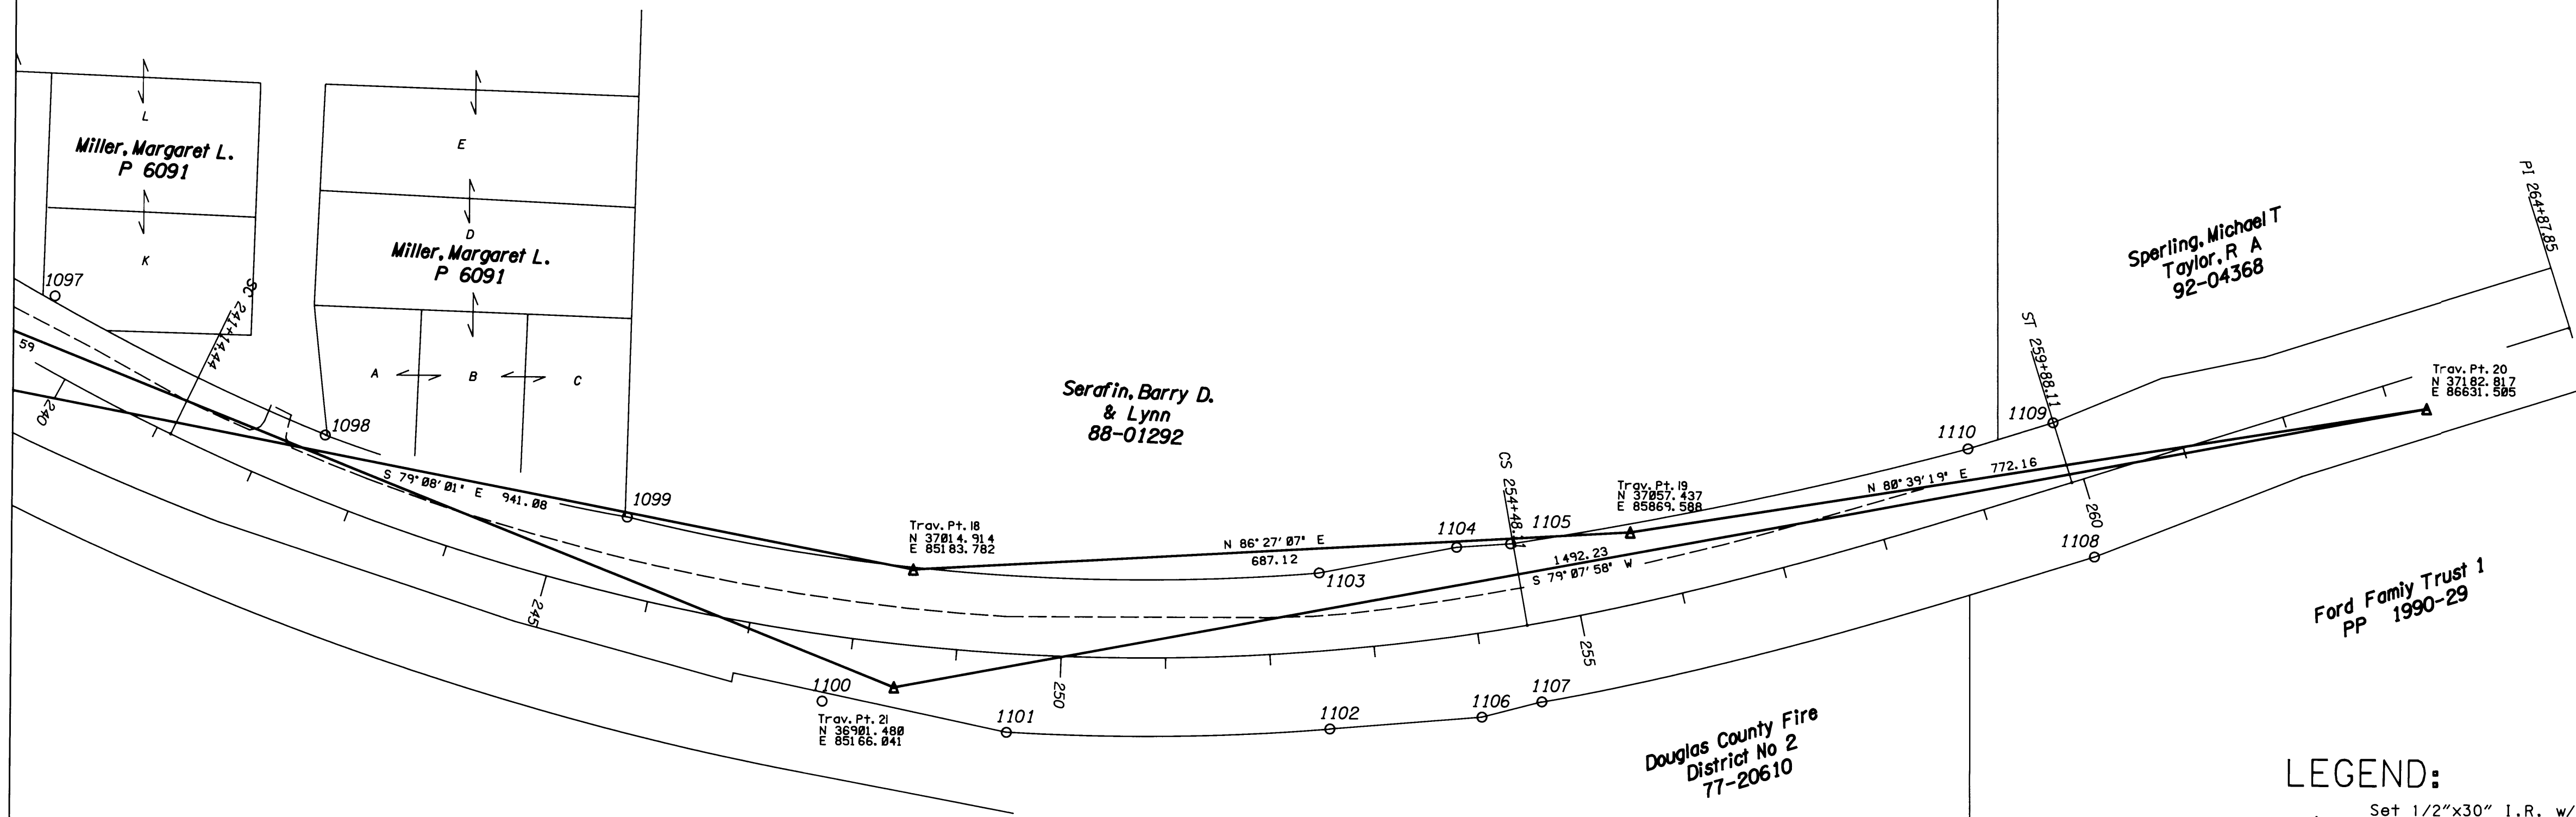 L
Miller, Margaret L.
P 6091
K
1097
59
240
SC 241+14.44
E
D
Miller, Margaret L.
P 6091
A
B
C
1098
S 79°08'01" E 941.08
1099
245
Serafin, Barry D.
& Lynn
88-01292
Trav. Pt. 18
N 37014.914
E 85183.782
N 86°27'07" E
687.12
1103
1104
1105
1492.23
S 79°07'58" W
Trav. Pt. 19
N 37057.437
E 85869.588
N 80°39'19" E 772.16
1110
1109
ST 259+88.11
260
1108
Sperling, Michael T
Taylor, R A
92-04368
PI 264+87.85
Trav. Pt. 20
N 37182.817
E 86631.505
1100
Trav. Pt. 21
N 36901.480
E 85166.041
1101
250
1102
1106
1107
255
Douglas County Fire
District No 2
77-20610
Ford Famiy Trust 1
PP 1990-29
LEGEND:
Set 1/2"x30" I.R. w/